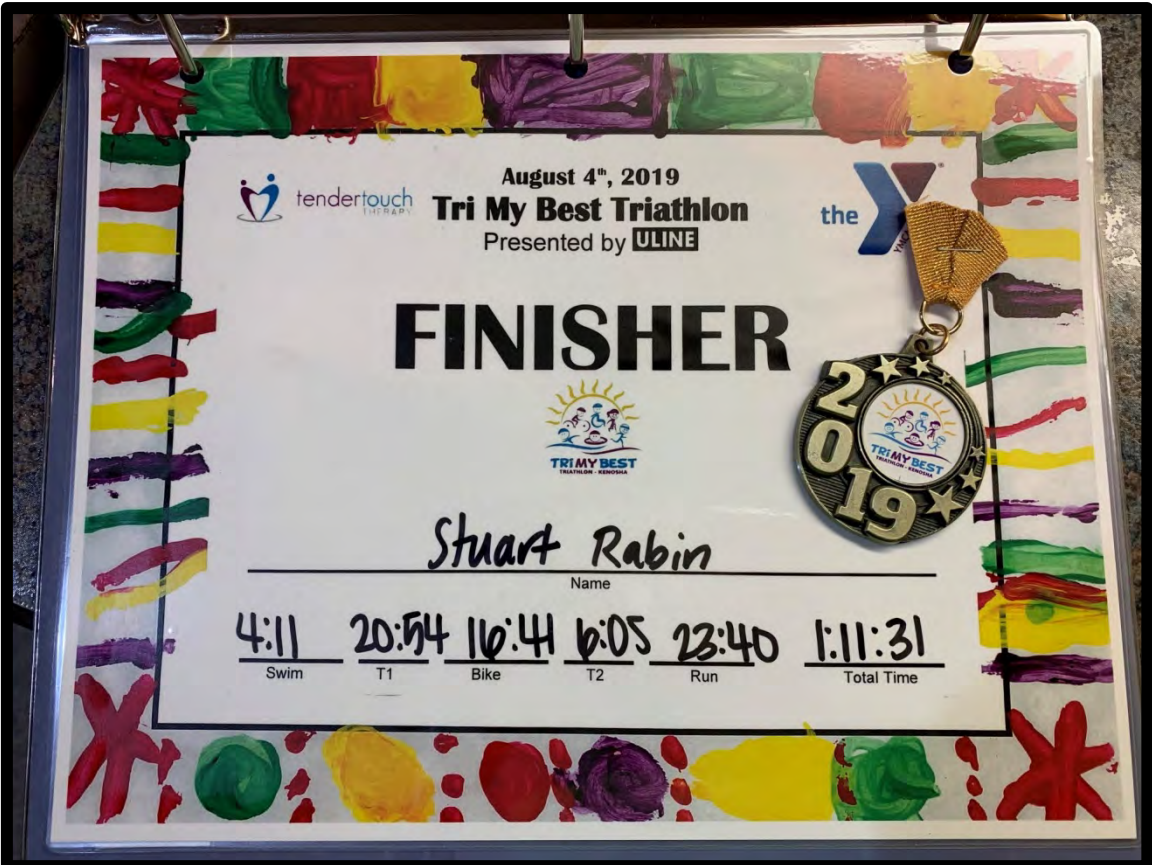 August 4th, 2019
tendertouch
THERAPY
Tri My Best Triathlon
Presented by ULINE
the Y
FINISHER
TRI MY BEST
TRIATHLON - KENOSHA
2019
TRI MY BEST
TRIATHLON - KENOSHA
Stuart Rabin
Name
4:11 20:54 16:41 6:05 23:40 1:11:31
Swim T1 Bike T2 Run Total Time